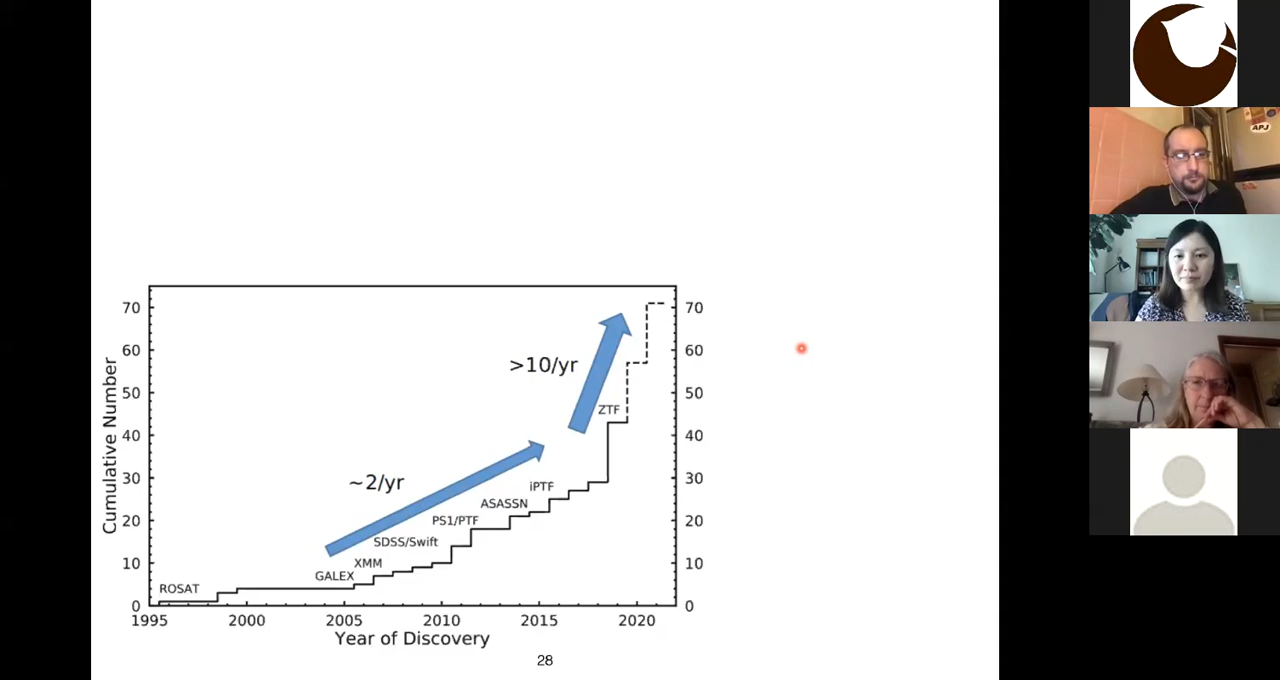 70
60
50
40
30
20
10
0
Cumulative Number
>10/yr
ZTF
~2/yr
iPTF
ASASSN
PS1/PTF
SDSS/Swift
XMM
GALEX
ROSAT
70
60
50
40
30
20
10
0
1995 2000 2005 2010 2015 2020
Year of Discovery
28
APJ